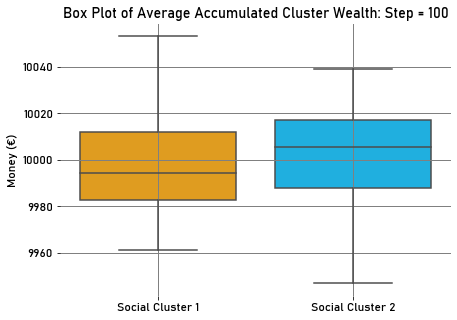 Box Plot of Average Accumulated Cluster Wealth: Step = 100
Money (€)
10040
10020
10000
9980
9960
Social Cluster 1
Social Cluster 2